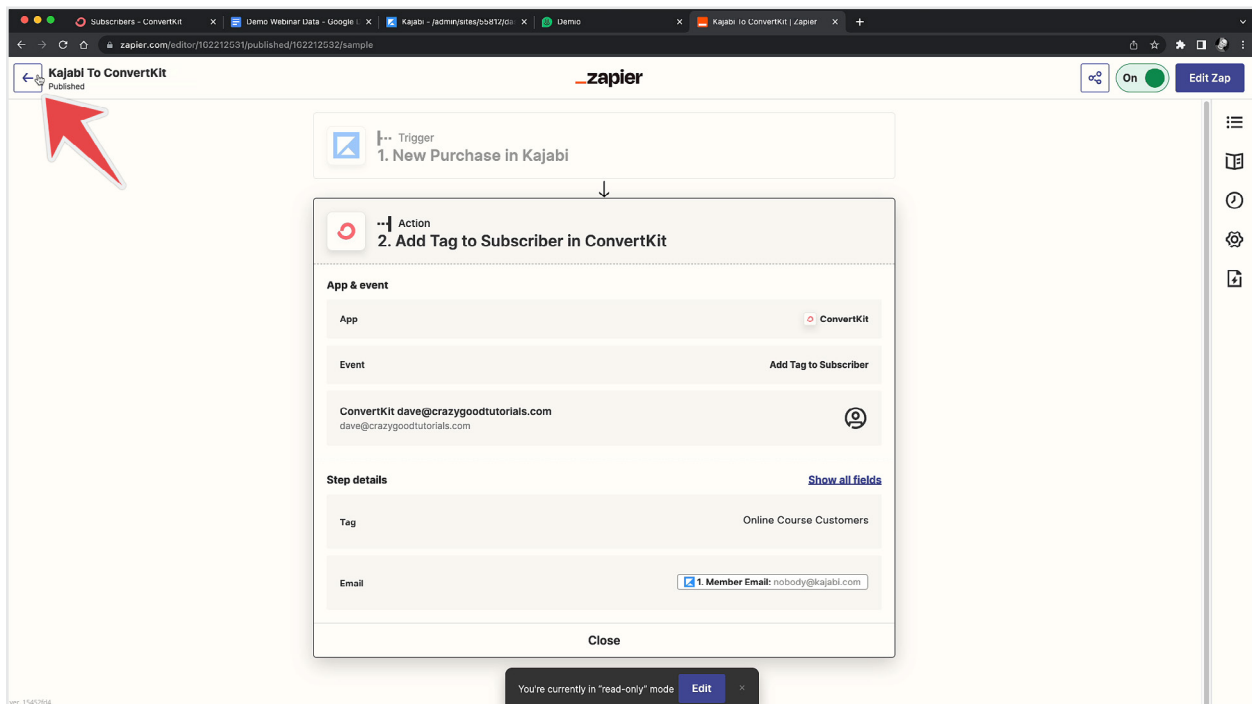 Subscribers - ConvertKit
Demo Webinar Data - Google D
Kajabi - /admin/sites/55812/da
Demio
Kajabi To ConvertKit | Zapier
zapier.com/editor/162212531/published/162212532/sample
Kajabi To ConvertKit
Published
_zapier
On
Edit Zap
Trigger
1. New Purchase in Kajabi
Action
2. Add Tag to Subscriber in ConvertKit
App & event
App
ConvertKit
Event
Add Tag to Subscriber
ConvertKit dave@crazygoodtutorials.com
dave@crazygoodtutorials.com
Step details
Show all fields
Tag
Online Course Customers
Email
1. Member Email: nobody@kajabi.com
Close
You're currently in "read-only" mode
Edit